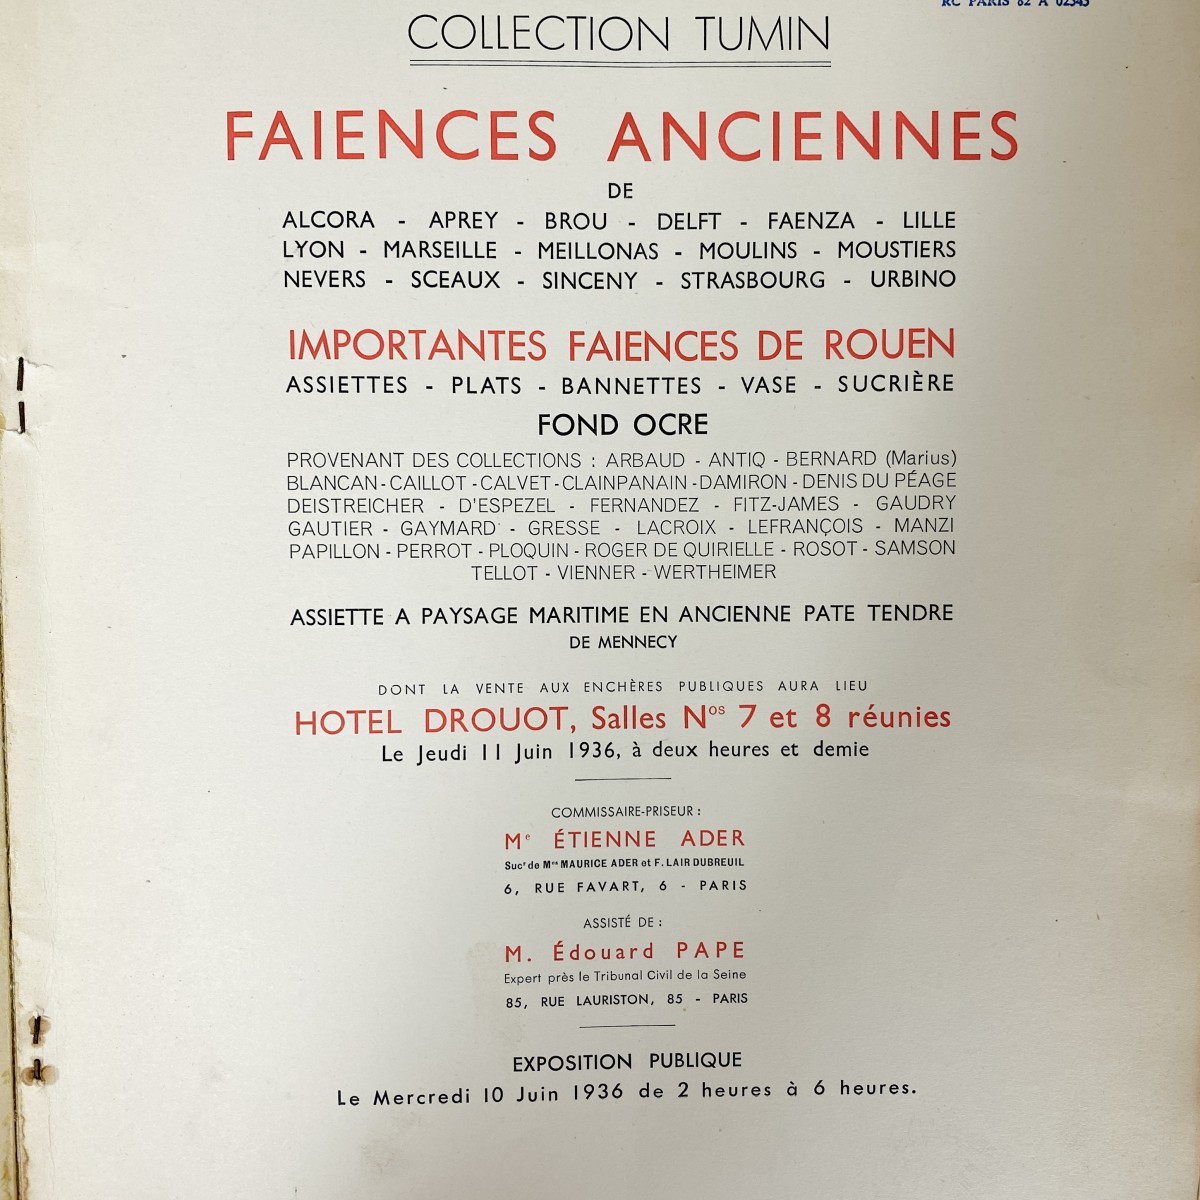 RC PARIS 82 A 02545
COLLECTION TUMIN
FAIENCES ANCIENNES
DE
ALCORA - APREY - BROU - DELFT - FAENZA - LILLE
LYON - MARSEILLE - MEILLONAS - MOULINS - MOUSTIERS
NEVERS - SCEAUX - SINCENY - STRASBOURG - URBINO
IMPORTANTES FAIENCES DE ROUEN
ASSIETTES - PLATS - BANNETTES - VASE - SUCRIÈRE
FOND OCRE
PROVENANT DES COLLECTIONS : ARBAUD - ANTIQ - BERNARD (Marius)
BLANCAN - CAILLOT - CALVET - CLAINPANAIN - DAMIRON - DENIS DU PÉAGE
DEISTREICHER - D'ESPEZEL - FERNANDEZ - FITZ-JAMES - GAUDRY
GAUTIER - GAYMARD - GRESSE - LACROIX - LEFRANÇOIS - MANZI
PAPILLON - PERROT - PLOQUIN - ROGER DE QUIRIELLE - ROSOT - SAMSON
TELLOT - VIENNER - WERTHEIMER
ASSIETTE A PAYSAGE MARITIME EN ANCIENNE PATE TENDRE
DE MENNECY
DONT LA VENTE AUX ENCHÈRES PUBLIQUES AURA LIEU
HOTEL DROUOT, Salles Nos 7 et 8 réunies
Le Jeudi 11 Juin 1936, à deux heures et demie
COMMISSAIRE-PRISEUR :
Me ÉTIENNE ADER
Sucr de Mres MAURICE ADER et F. LAIR DUBREUIL
6, RUE FAVART, 6 - PARIS
ASSISTÉ DE :
M. Édouard PAPE
Expert près le Tribunal Civil de la Seine
85, RUE LAURISTON, 85 - PARIS
EXPOSITION PUBLIQUE
Le Mercredi 10 Juin 1936 de 2 heures à 6 heures.